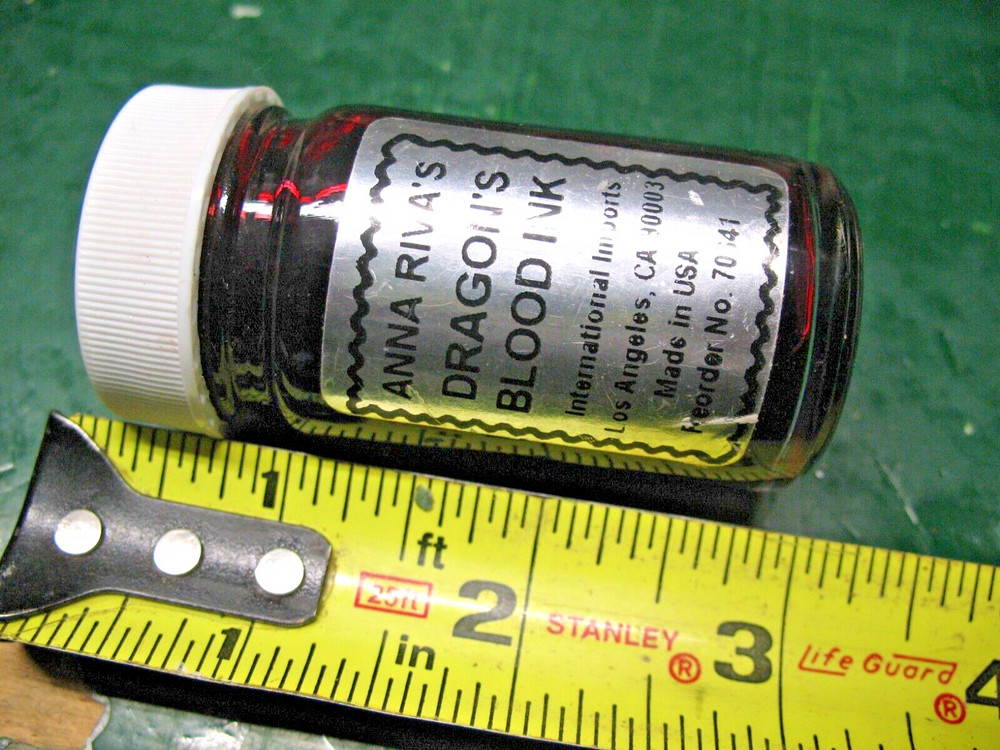 ANNA RIVA'S
DRAGON'S
BLOOD INK
International Imports
Los Angeles, CA 90003
Made in USA
Reorder No.
1
ft
25ft
1
in
2
STANLEY
®
3
Life Guard
®
4